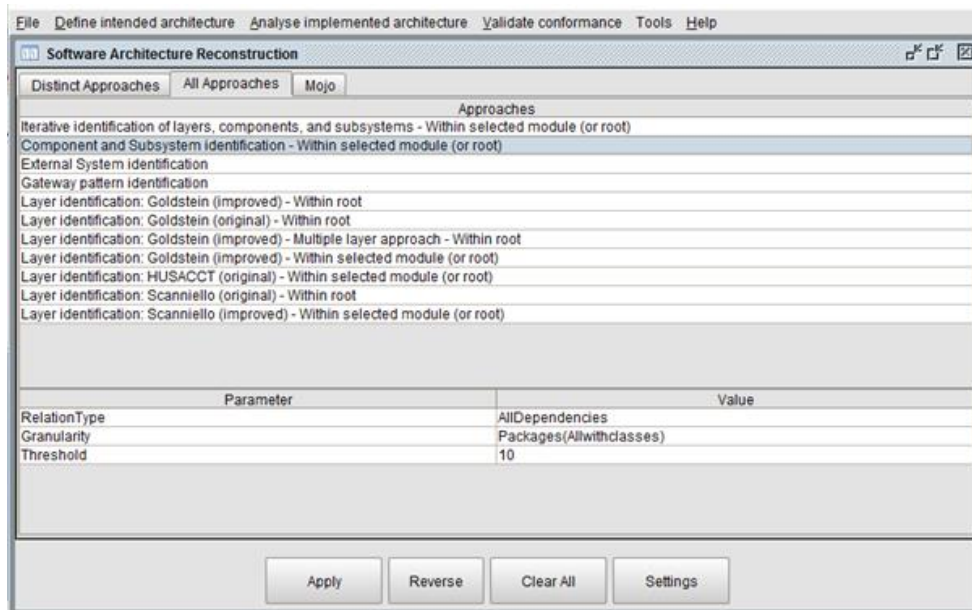 File Define intended architecture Analyse implemented architecture Validate conformance Tools Help
Software Architecture Reconstruction
Distinct Approaches All Approaches Mojo
Approaches
Iterative identification of layers, components, and subsystems - Within selected module (or root)
Component and Subsystem identification - Within selected module (or root)
External System identification
Gateway pattern identification
Layer identification: Goldstein (improved) - Within root
Layer identification: Goldstein (original) - Within root
Layer identification: Goldstein (improved) - Multiple layer approach - Within root
Layer identification: Goldstein (improved) - Within selected module (or root)
Layer identification: HUSACCT (original) - Within selected module (or root)
Layer identification: Scanniello (original) - Within root
Layer identification: Scanniello (improved) - Within selected module (or root)
Parameter Value
RelationType AllDependencies
Granularity Packages(Allwithclasses)
Threshold 10
Apply Reverse Clear All Settings